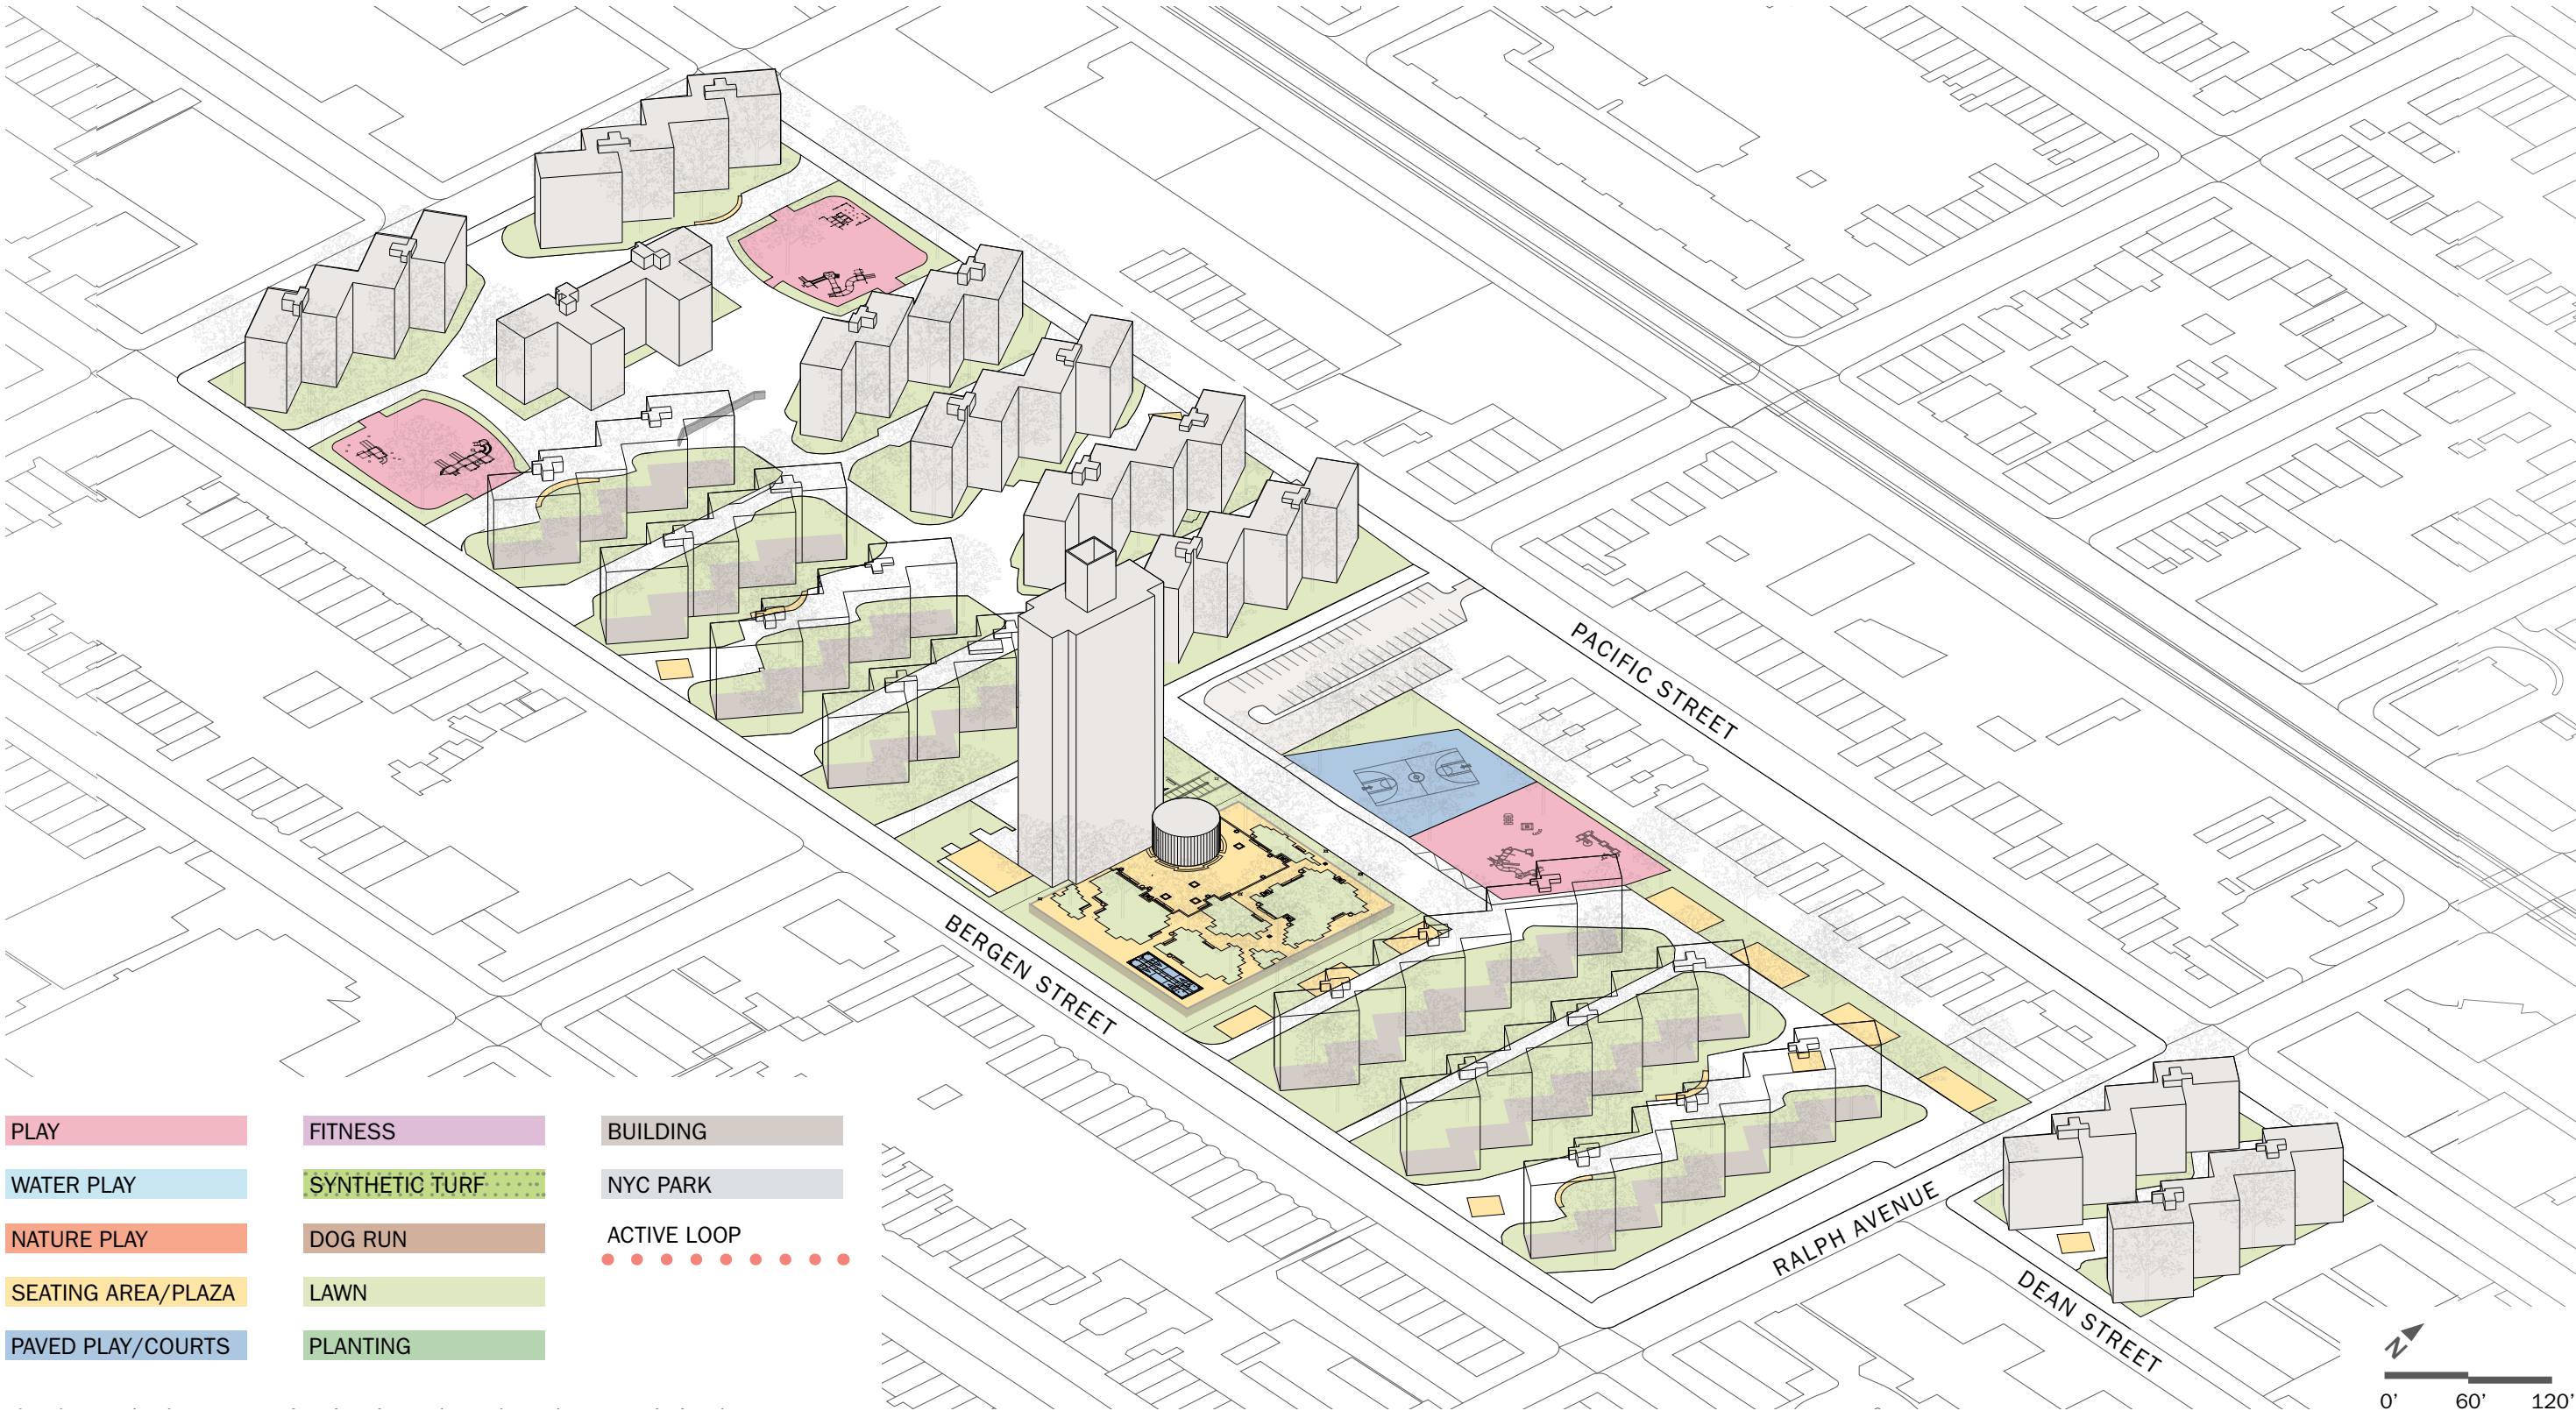 PACIFIC STREET
BERGEN STREET
RALPH AVENUE
DEAN STREET
PLAY
WATER PLAY
NATURE PLAY
SEATING AREA/PLAZA
PAVED PLAY/COURTS
FITNESS
SYNTHETIC TURF
DOG RUN
LAWN
PLANTING
BUILDING
NYC PARK
ACTIVE LOOP
N
0' 60' 120'